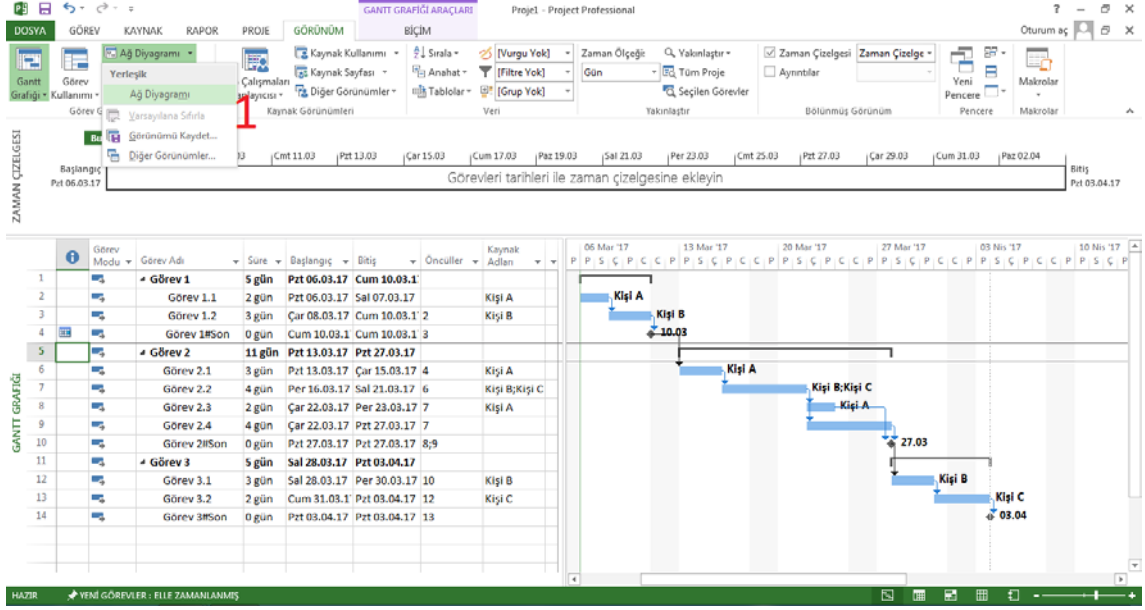 GANTT GRAFİĞİ ARAÇLARI Proje1 - Project Professional
DOSYA GÖREV KAYNAK RAPOR PROJE GÖRÜNÜM BİÇİM Oturum aç
Gantt Grafiği
Görev Kullanımı
Ağ Diyagramı
Yerleşik
Ağ Diyagramı
Varsayılana Sıfırla
Görünümü Kaydet...
Diğer Görünümler...
1
Çalışmaları
Kaynak Kullanımı
Kaynak Sayfası
Diğer Görünümler
Kaynak Görünümleri
Sırala
Anahat
Tablolar
[Vurgu Yok]
[Filtre Yok]
[Grup Yok]
Veri
Zaman Ölçeği:
Gün
Yakınlaştır
Tüm Proje
Seçilen Görevler
Yakınlaştır
Zaman Çizelgesi Zaman Çizelge
Ayrıntılar
Bölünmüş Görünüm
Yeni Pencere
Pencere
Makrolar
Makrolar
ZAMAN ÇİZELGESİ
Cmt 11.03 Pzt 13.03 Çar 15.03 Cum 17.03 Paz 19.03 Sal 21.03 Per 23.03 Cmt 25.03 Pzt 27.03 Çar 29.03 Cum 31.03 Paz 02.04
Başlangıç
Pzt 06.03.17
Görevleri tarihleri ile zaman çizelgesine ekleyin
Bitiş
Pzt 03.04.17
GANTT GRAFİĞİ
Görev Modu Görev Adı Süre Başlangıç Bitiş Öncüller Kaynak Adları
06 Mar '17 13 Mar '17 20 Mar '17 27 Mar '17 03 Nis '17 10 Nis '17
P P S Ç P C C P P S Ç P C C P P S Ç P C C P P S Ç P C C P P S Ç P C C P P S Ç P
1 Görev 1 5 gün Pzt 06.03.17 Cum 10.03.1
2 Görev 1.1 2 gün Pzt 06.03.17 Sal 07.03.17 Kişi A
3 Görev 1.2 3 gün Çar 08.03.17 Cum 10.03.1 2 Kişi B
4 Görev 1#Son 0 gün Cum 10.03.1 Cum 10.03.1 3
5 Görev 2 11 gün Pzt 13.03.17 Pzt 27.03.17
6 Görev 2.1 3 gün Pzt 13.03.17 Çar 15.03.17 4 Kişi A
7 Görev 2.2 4 gün Per 16.03.17 Sal 21.03.17 6 Kişi B;Kişi C
8 Görev 2.3 2 gün Çar 22.03.17 Per 23.03.17 7 Kişi A
9 Görev 2.4 4 gün Çar 22.03.17 Pzt 27.03.17 7
10 Görev 2#Son 0 gün Pzt 27.03.17 Pzt 27.03.17 8;9
11 Görev 3 5 gün Sal 28.03.17 Pzt 03.04.17
12 Görev 3.1 3 gün Sal 28.03.17 Per 30.03.17 10 Kişi B
13 Görev 3.2 2 gün Cum 31.03.1 Pzt 03.04.17 12 Kişi C
14 Görev 3#Son 0 gün Pzt 03.04.17 Pzt 03.04.17 13
Kişi A
Kişi B
10.03
Kişi A
Kişi B;Kişi C
Kişi A
27.03
Kişi B
Kişi C
03.04
HAZIR YENİ GÖREVLER : ELLE ZAMANLANMIŞ